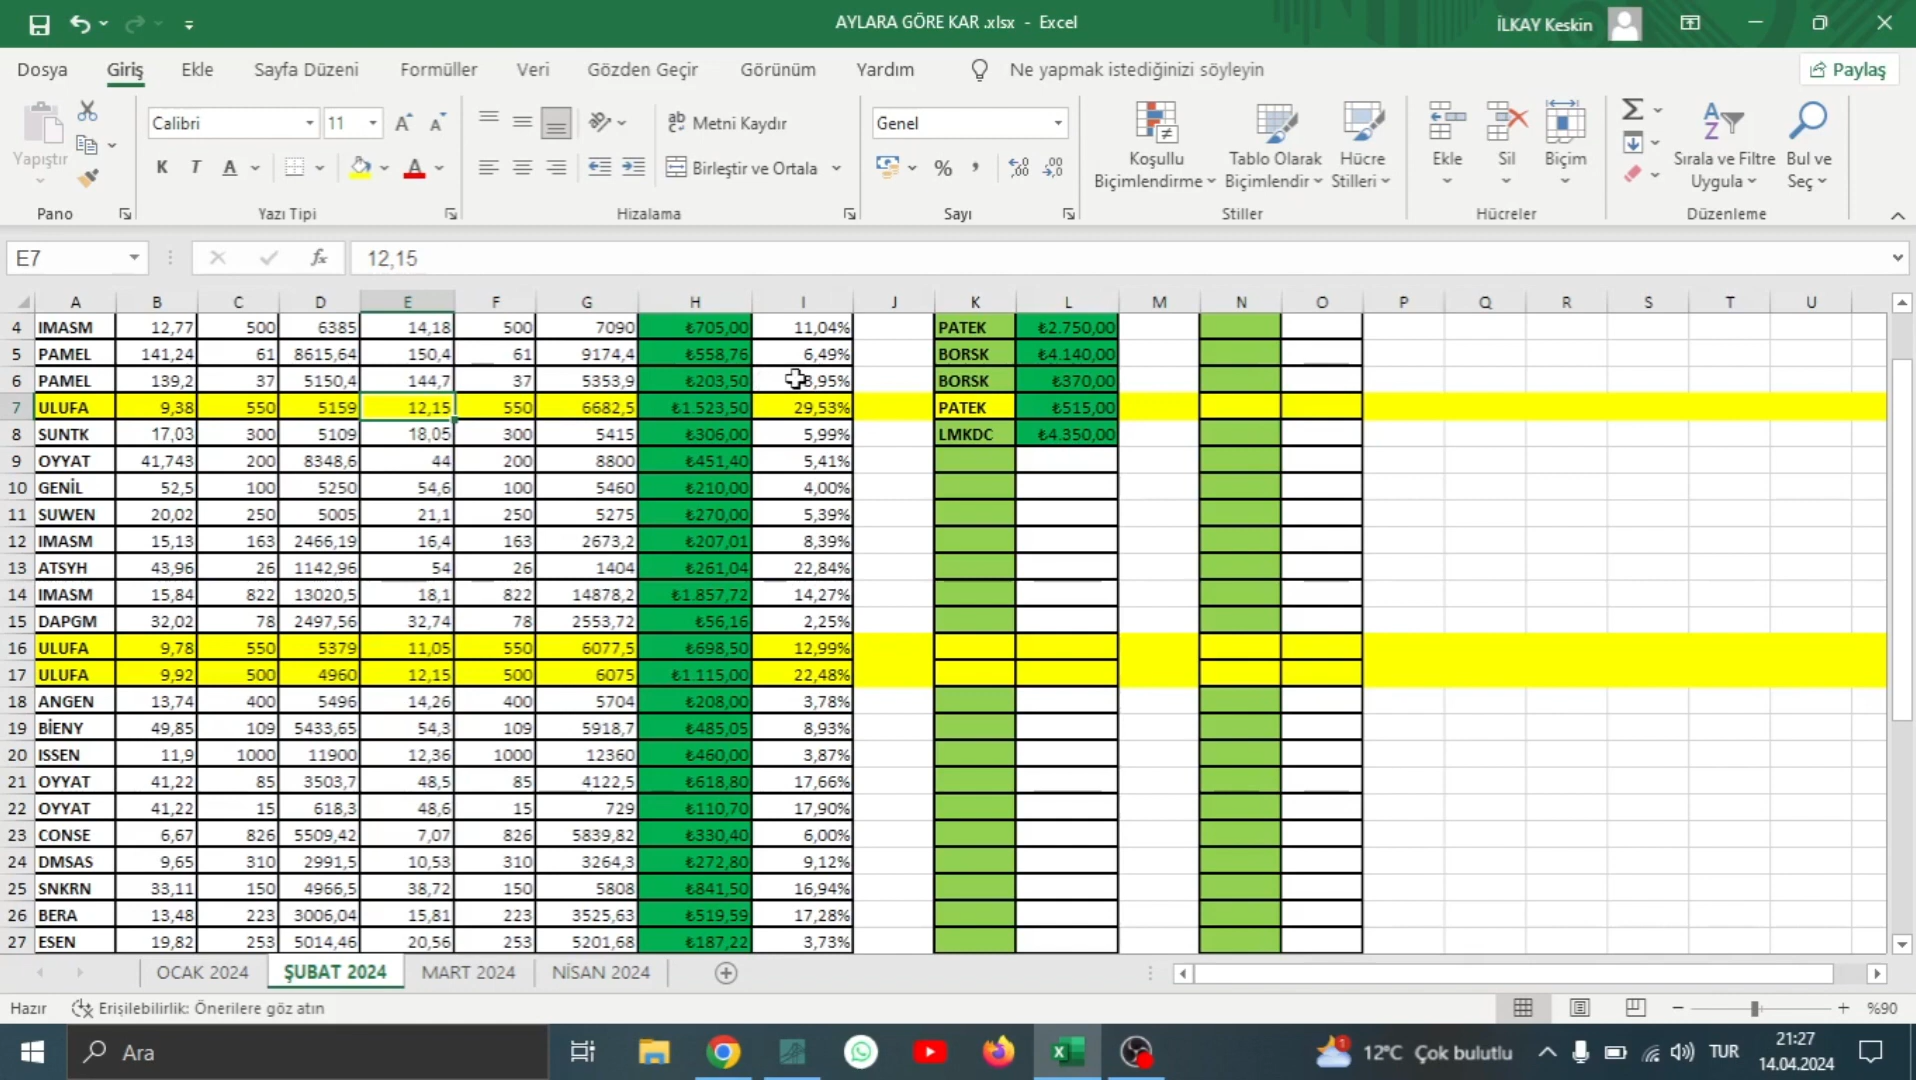 AYLARA GÖRE KAR .xlsx - Excel
İLKAY Keskin
Dosya Giriş Ekle Sayfa Düzeni Formüller Veri Gözden Geçir Görünüm Yardım Ne yapmak istediğinizi söyleyin Paylaş
Yapıştır
Calibri 11
K T A
Metni Kaydır
Birleştir ve Ortala
Genel
Koşullu Biçimlendirme
Tablo Olarak Biçimlendir
Hücre Stilleri
Ekle
Sil
Biçim
Sırala ve Filtre Uygula
Bul ve Seç
Pano Yazı Tipi Hizalama Sayı Stiller Hücreler Düzenleme
E7 fx 12,15
A B C D E F G H I J K L M N O P Q R S T U
4 IMASM 12,77 500 6385 14,18 500 7090 ₺705,00 11,04% PATEK ₺2.750,00
5 PAMEL 141,24 61 8615,64 150,4 61 9174,4 ₺558,76 6,49% BORSK ₺4.140,00
6 PAMEL 139,2 37 5150,4 144,7 37 5353,9 ₺203,50 3,95% BORSK ₺370,00
7 ULUFA 9,38 550 5159 12,15 550 6682,5 ₺1.523,50 29,53% PATEK ₺515,00
8 SUNTK 17,03 300 5109 18,05 300 5415 ₺306,00 5,99% LMKDC ₺4.350,00
9 OYYAT 41,743 200 8348,6 44 200 8800 ₺451,40 5,41%
10 GENİL 52,5 100 5250 54,6 100 5460 ₺210,00 4,00%
11 SUWEN 20,02 250 5005 21,1 250 5275 ₺270,00 5,39%
12 IMASM 15,13 163 2466,19 16,4 163 2673,2 ₺207,01 8,39%
13 ATSYH 43,96 26 1142,96 54 26 1404 ₺261,04 22,84%
14 IMASM 15,84 822 13020,5 18,1 822 14878,2 ₺1.857,72 14,27%
15 DAPGM 32,02 78 2497,56 32,74 78 2553,72 ₺56,16 2,25%
16 ULUFA 9,78 550 5379 11,05 550 6077,5 ₺698,50 12,99%
17 ULUFA 9,92 500 4960 12,15 500 6075 ₺1.115,00 22,48%
18 ANGEN 13,74 400 5496 14,26 400 5704 ₺208,00 3,78%
19 BİENY 49,85 109 5433,65 54,3 109 5918,7 ₺485,05 8,93%
20 ISSEN 11,9 1000 11900 12,36 1000 12360 ₺460,00 3,87%
21 OYYAT 41,22 85 3503,7 48,5 85 4122,5 ₺618,80 17,66%
22 OYYAT 41,22 15 618,3 48,6 15 729 ₺110,70 17,90%
23 CONSE 6,67 826 5509,42 7,07 826 5839,82 ₺330,40 6,00%
24 DMSAS 9,65 310 2991,5 10,53 310 3264,3 ₺272,80 9,12%
25 SNKRN 33,11 150 4966,5 38,72 150 5808 ₺841,50 16,94%
26 BERA 13,48 223 3006,04 15,81 223 3525,63 ₺519,59 17,28%
27 ESEN 19,82 253 5014,46 20,56 253 5201,68 ₺187,22 3,73%
OCAK 2024 ŞUBAT 2024 MART 2024 NİSAN 2024
Hazır Erişilebilirlik: Önerilere göz atın %90
Ara 12°C Çok bulutlu TUR 21:27
14.04.2024